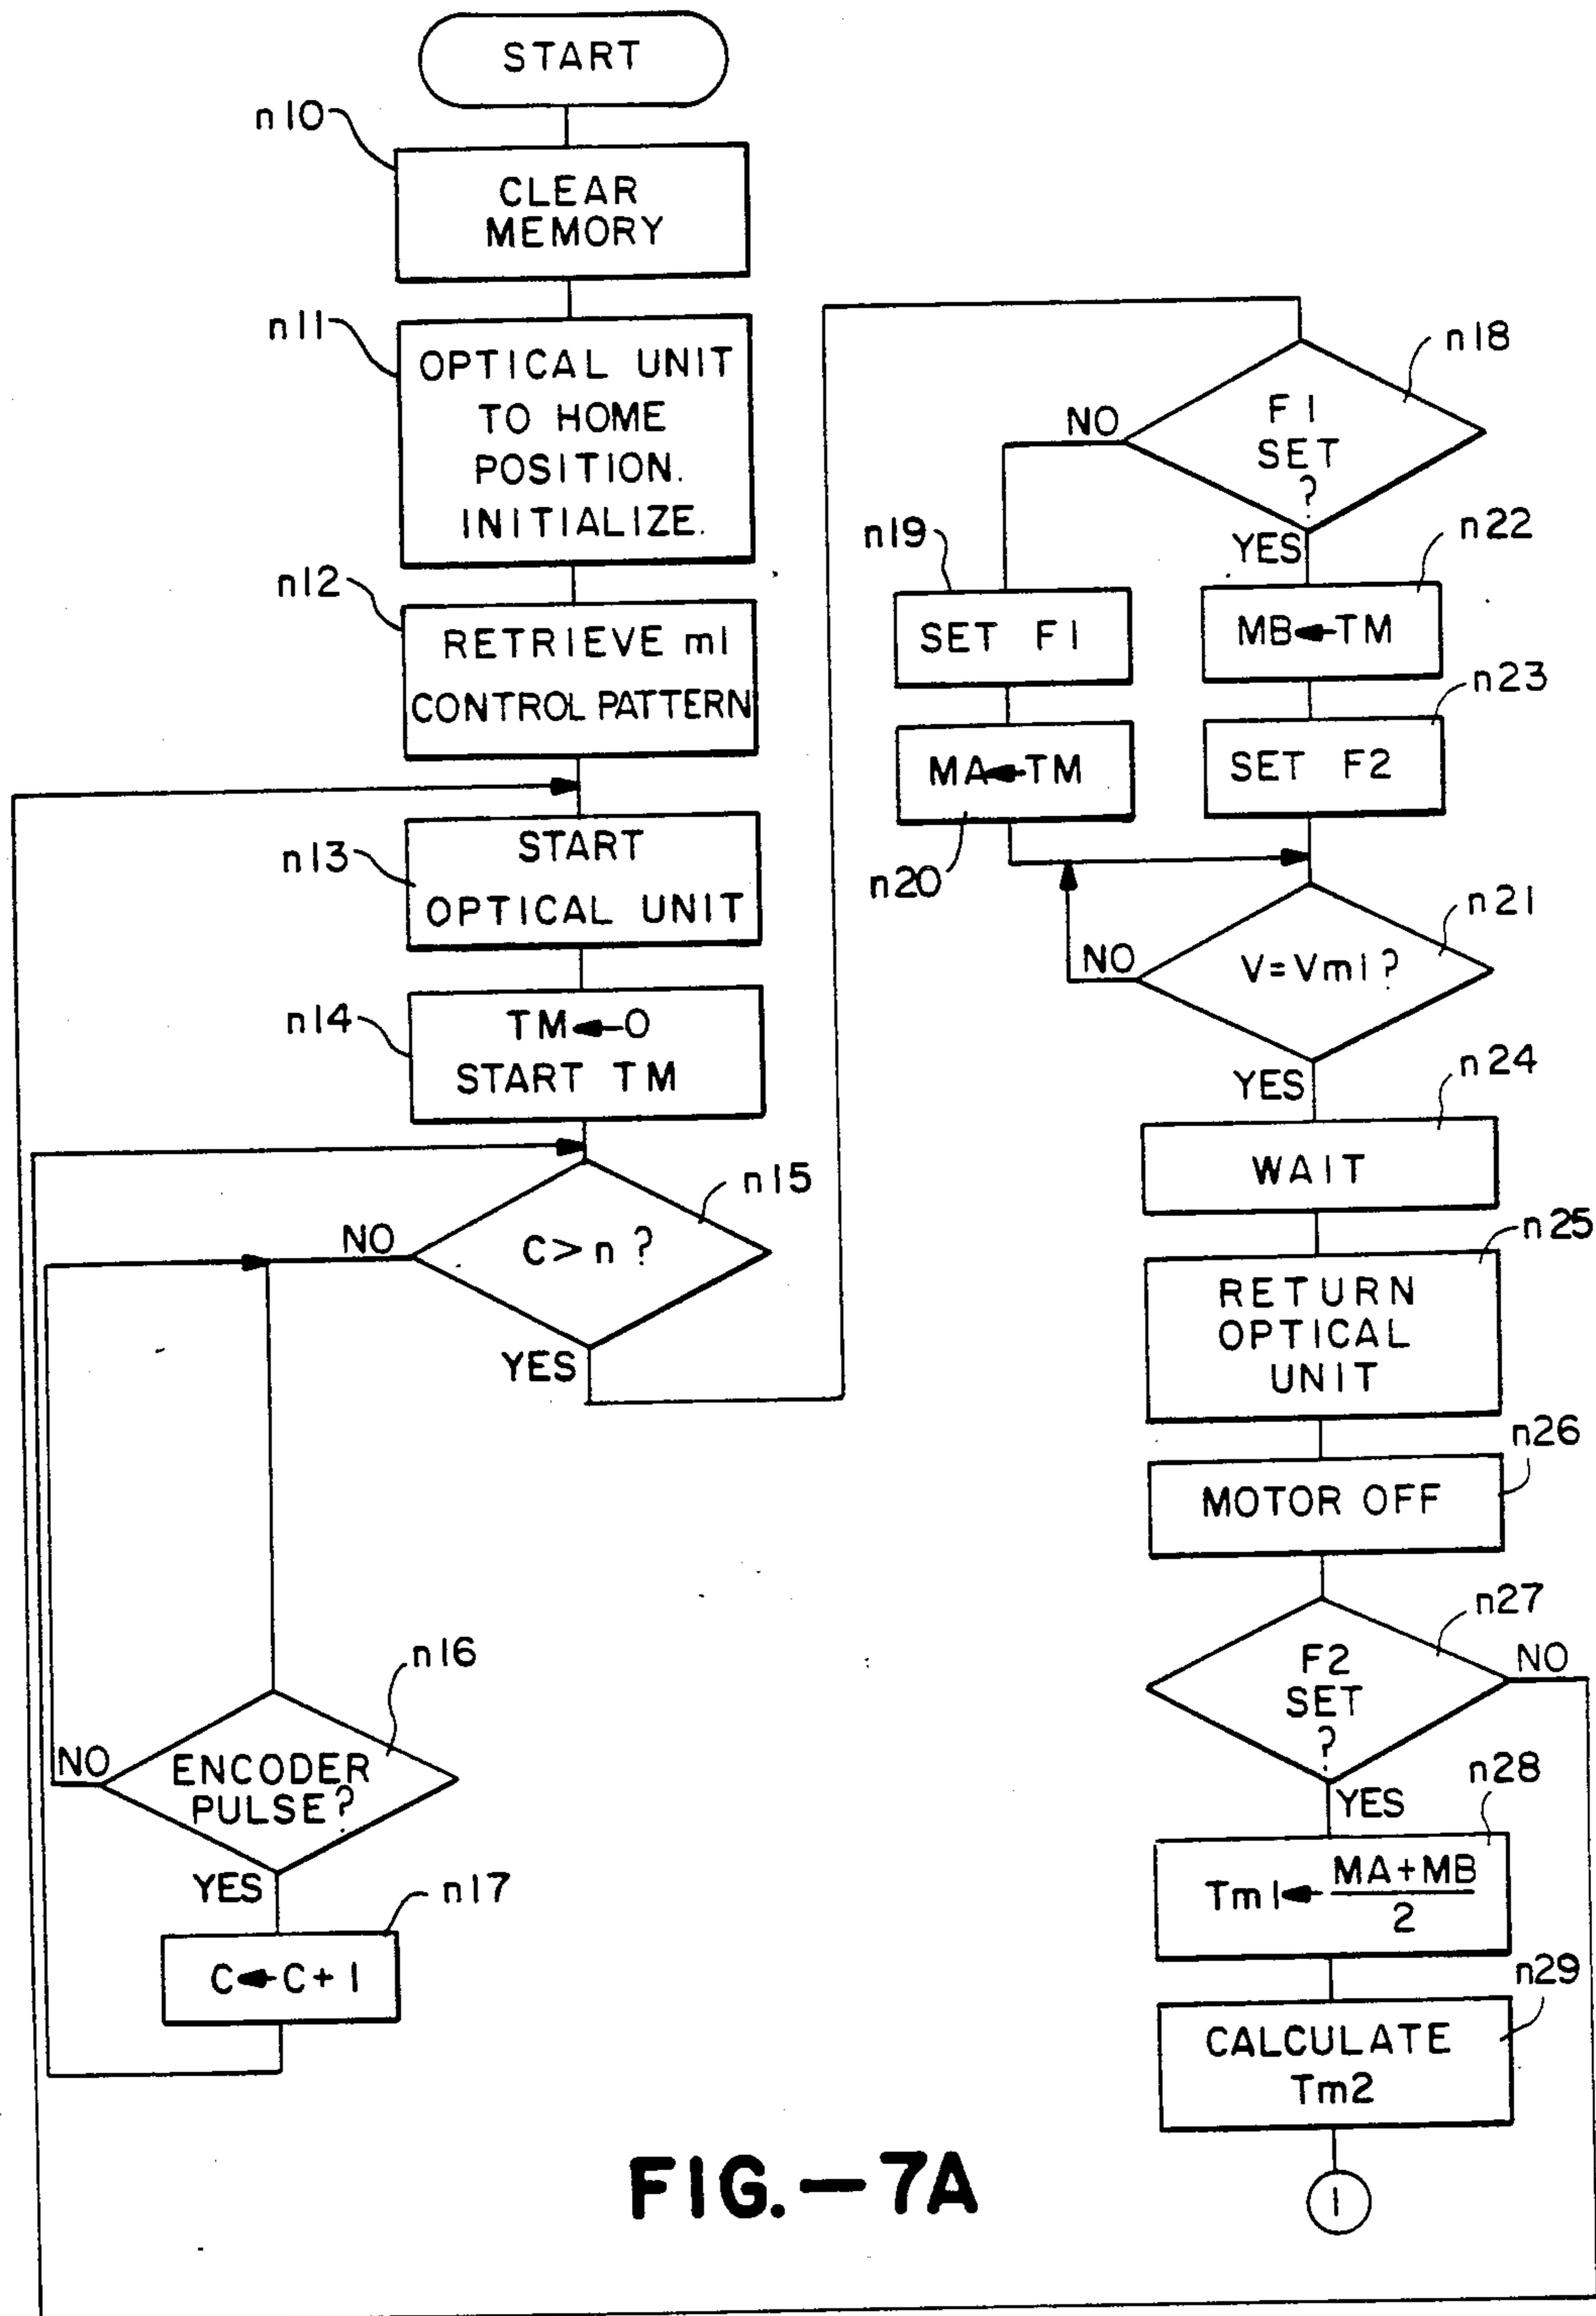 START
n10
CLEAR
MEMORY
n11
OPTICAL UNIT
TO HOME
POSITION.
INITIALIZE.
n12
RETRIEVE m1
CONTROL PATTERN
n13
START
OPTICAL UNIT
n14
TM←0
START TM
n15
C>n ?
NO
YES
n16
ENCODER
PULSE?
NO
YES
n17
C←C+1
n18
F1
SET
?
NO
YES
n19
SET F1
MA←TM
n20
n22
MB←TM
n23
SET F2
n21
V=Vm1?
NO
YES
n24
WAIT
n25
RETURN
OPTICAL
UNIT
n26
MOTOR OFF
n27
F2
SET
?
NO
YES
n28
Tm1← MA+MB
2
n29
CALCULATE
Tm2
1
FIG.—7A